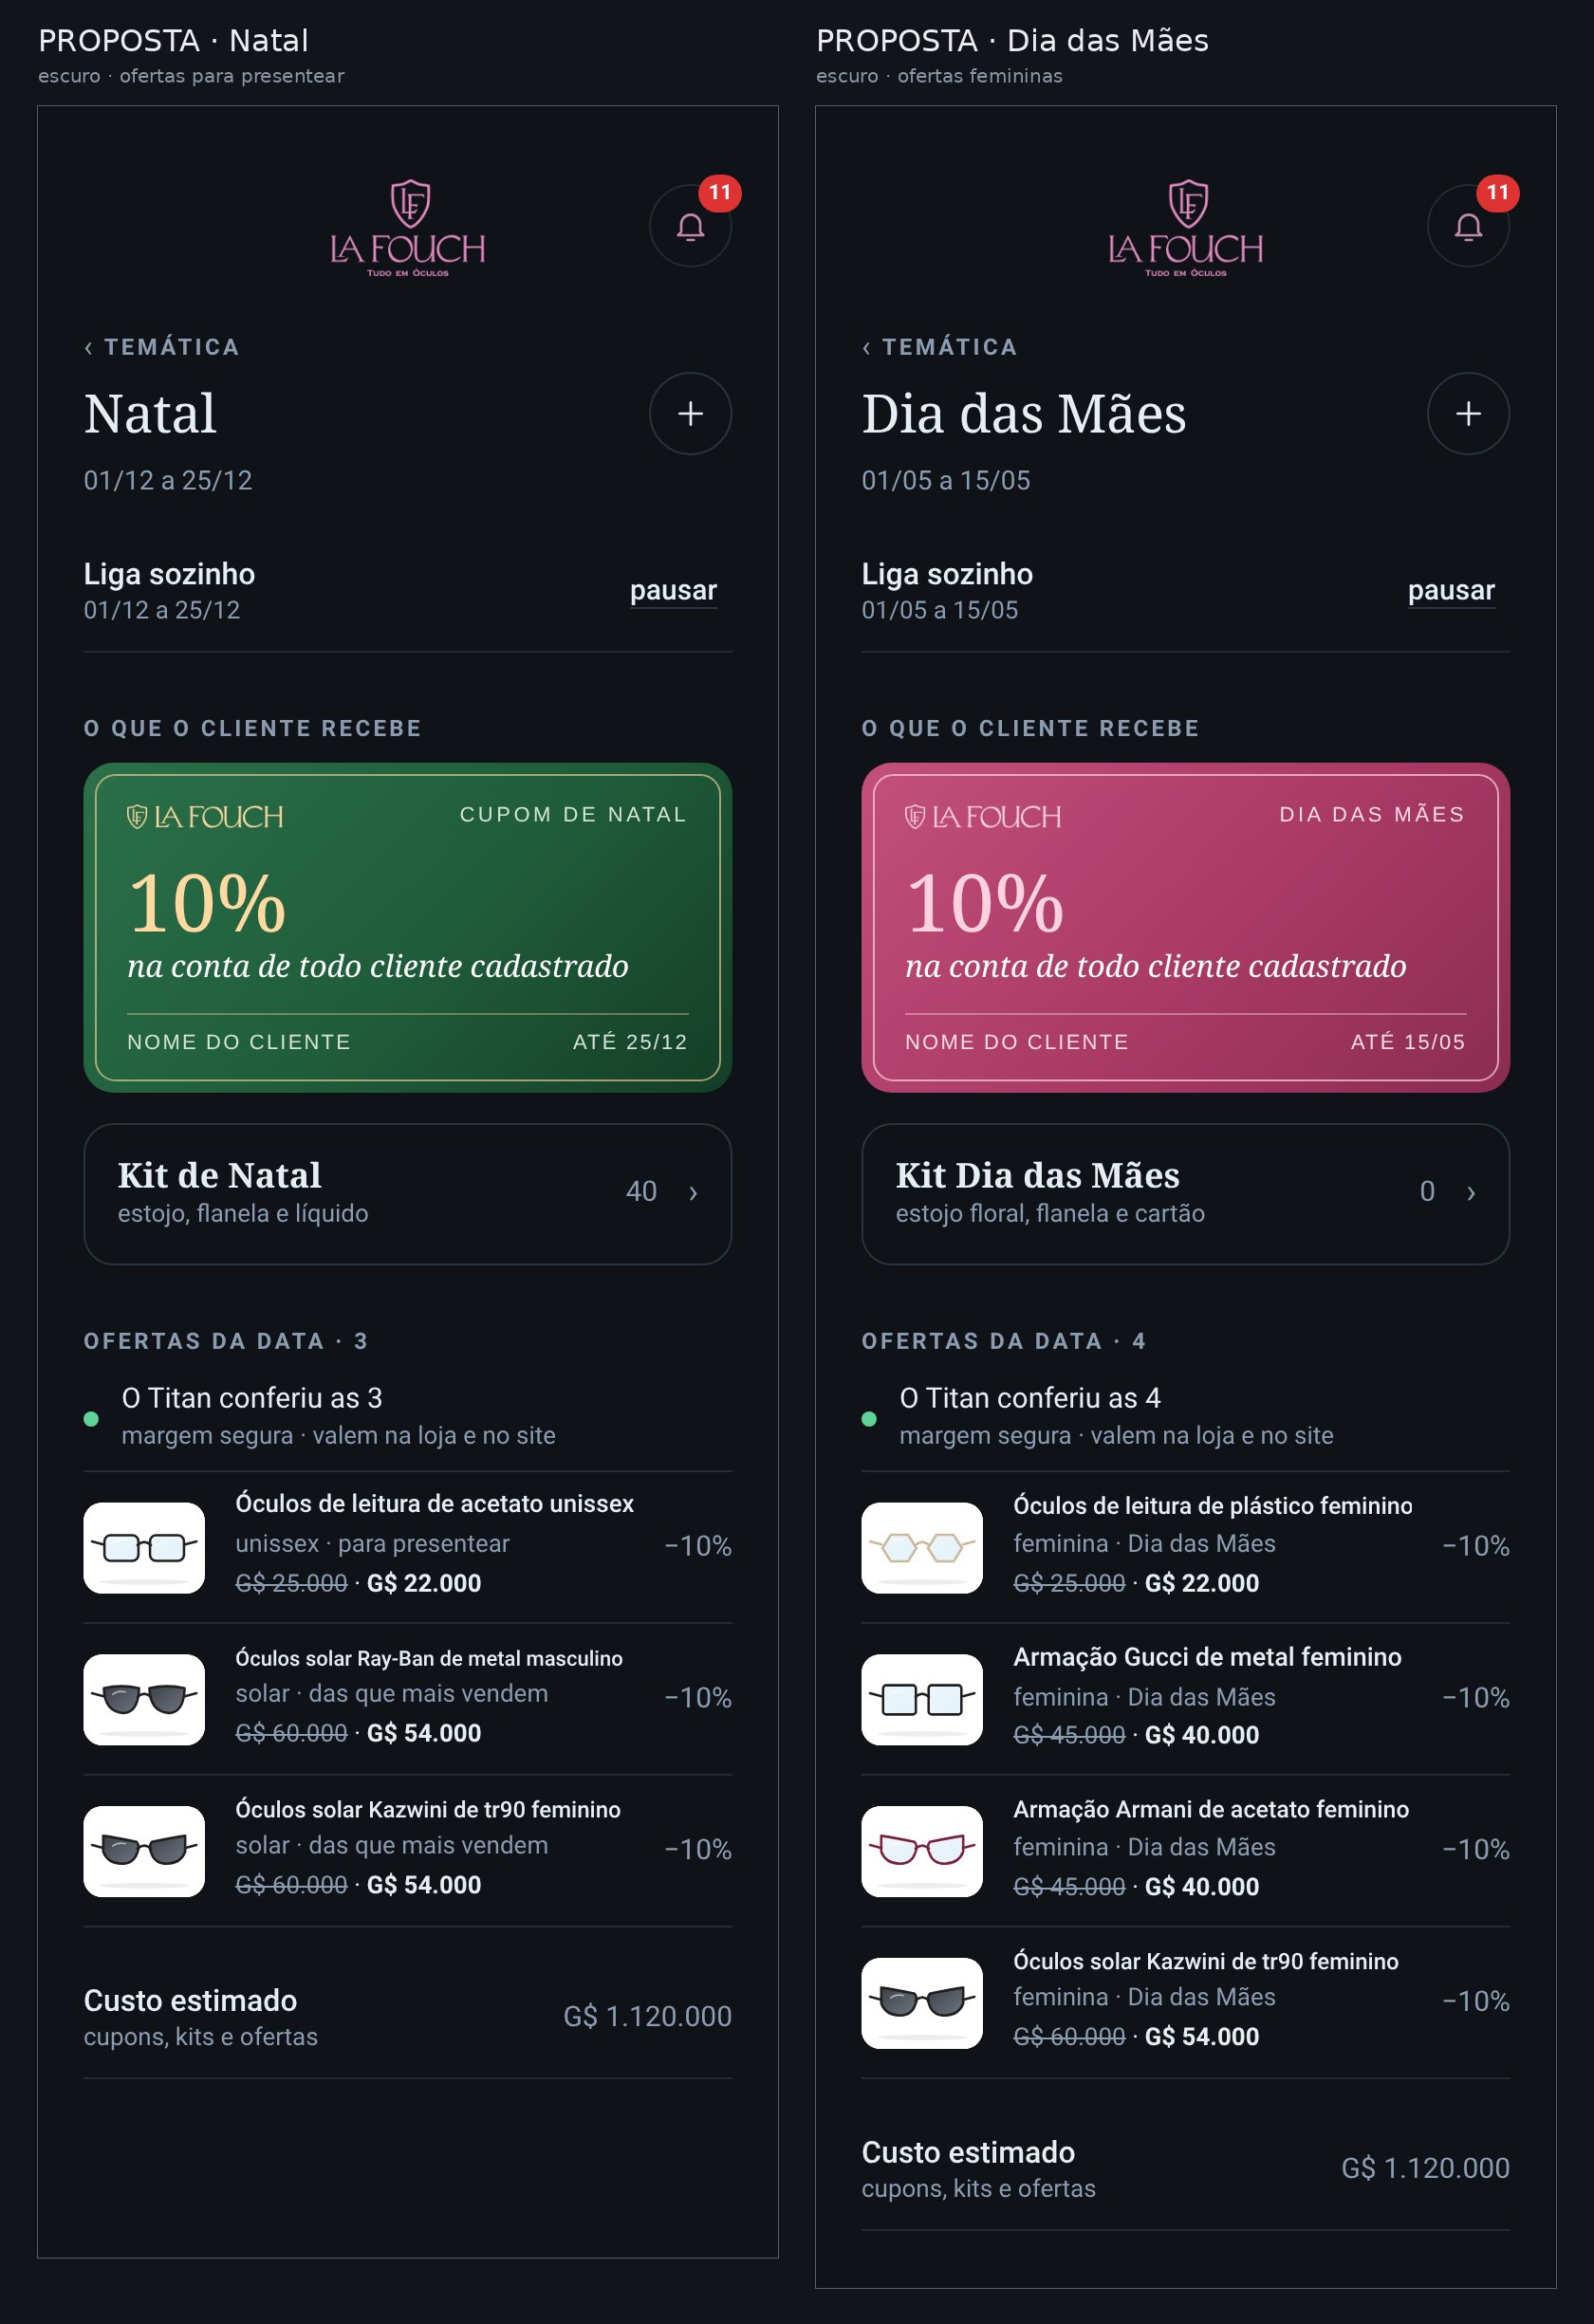 PROPOSTA · Natal
escuro · ofertas para presentear
LF
LA FOUCH
TUDO EM ÓCULOS
11
‹ TEMÁTICA
Natal
+
01/12 a 25/12
Liga sozinho
01/12 a 25/12
pausar
O QUE O CLIENTE RECEBE
LF LA FOUCH
CUPOM DE NATAL
10%
na conta de todo cliente cadastrado
NOME DO CLIENTE
ATÉ 25/12
Kit de Natal
estojo, flanela e líquido
40 ›
OFERTAS DA DATA · 3
O Titan conferiu as 3
margem segura · valem na loja e no site
Óculos de leitura de acetato unissex
unissex · para presentear
G$ 25.000 · G$ 22.000
−10%
Óculos solar Ray-Ban de metal masculino
solar · das que mais vendem
G$ 60.000 · G$ 54.000
−10%
Óculos solar Kazwini de tr90 feminino
solar · das que mais vendem
G$ 60.000 · G$ 54.000
−10%
Custo estimado
cupons, kits e ofertas
G$ 1.120.000
PROPOSTA · Dia das Mães
escuro · ofertas femininas
LF
LA FOUCH
TUDO EM ÓCULOS
11
‹ TEMÁTICA
Dia das Mães
+
01/05 a 15/05
Liga sozinho
01/05 a 15/05
pausar
O QUE O CLIENTE RECEBE
LF LA FOUCH
DIA DAS MÃES
10%
na conta de todo cliente cadastrado
NOME DO CLIENTE
ATÉ 15/05
Kit Dia das Mães
estojo floral, flanela e cartão
0 ›
OFERTAS DA DATA · 4
O Titan conferiu as 4
margem segura · valem na loja e no site
Óculos de leitura de plástico feminino
feminina · Dia das Mães
G$ 25.000 · G$ 22.000
−10%
Armação Gucci de metal feminino
feminina · Dia das Mães
G$ 45.000 · G$ 40.000
−10%
Armação Armani de acetato feminino
feminina · Dia das Mães
G$ 45.000 · G$ 40.000
−10%
Óculos solar Kazwini de tr90 feminino
feminina · Dia das Mães
G$ 60.000 · G$ 54.000
−10%
Custo estimado
cupons, kits e ofertas
G$ 1.120.000